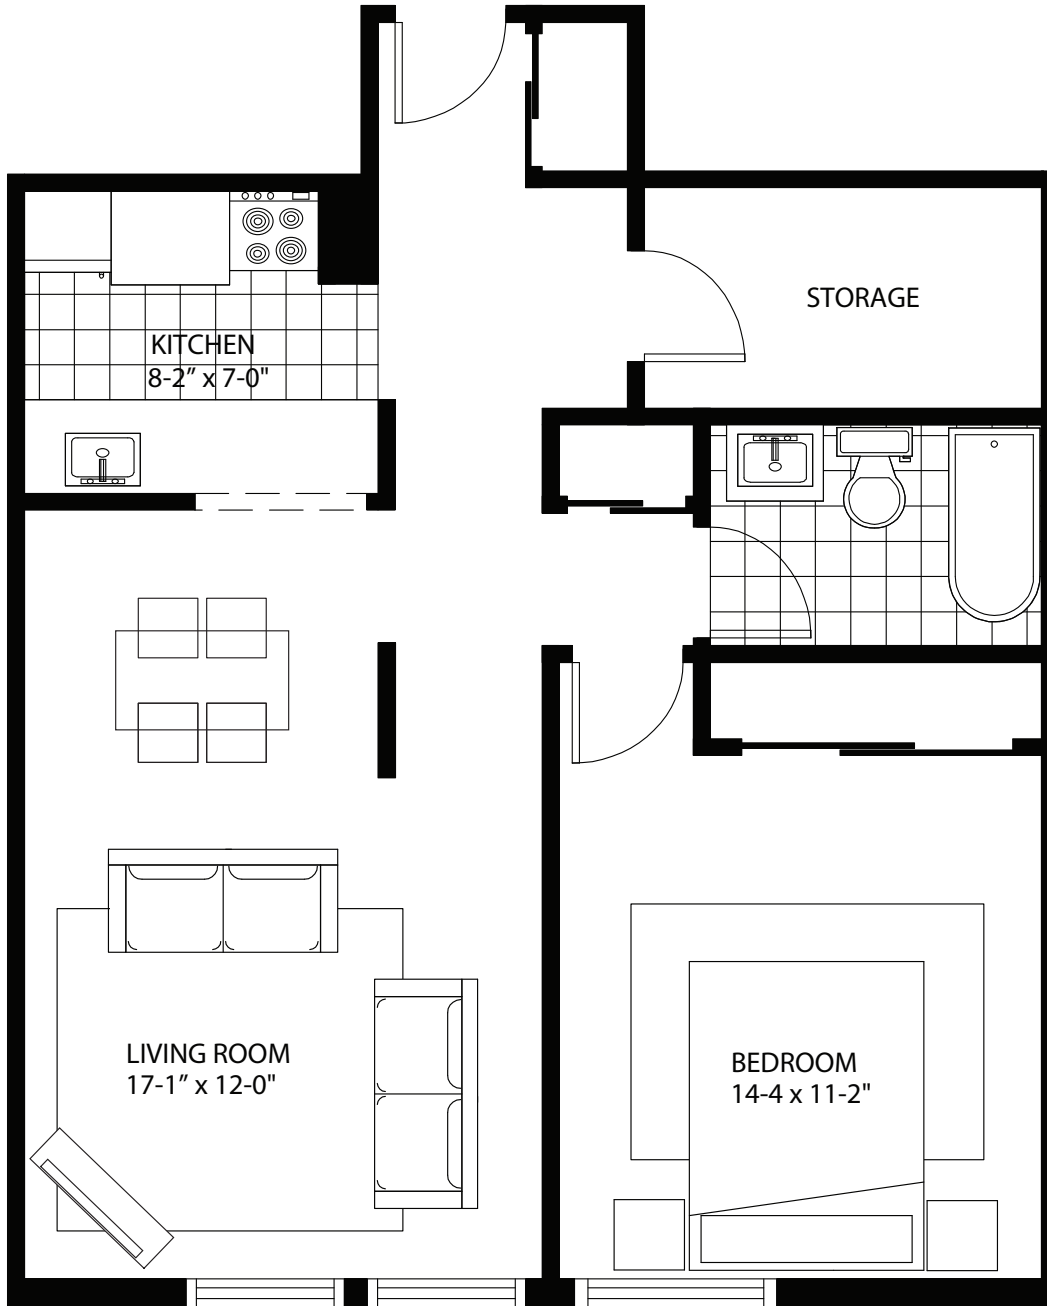 STORAGE
KITCHEN
8-2” x 7-0"
LIVING ROOM
17-1” x 12-0"
BEDROOM
14-4 x 11-2"